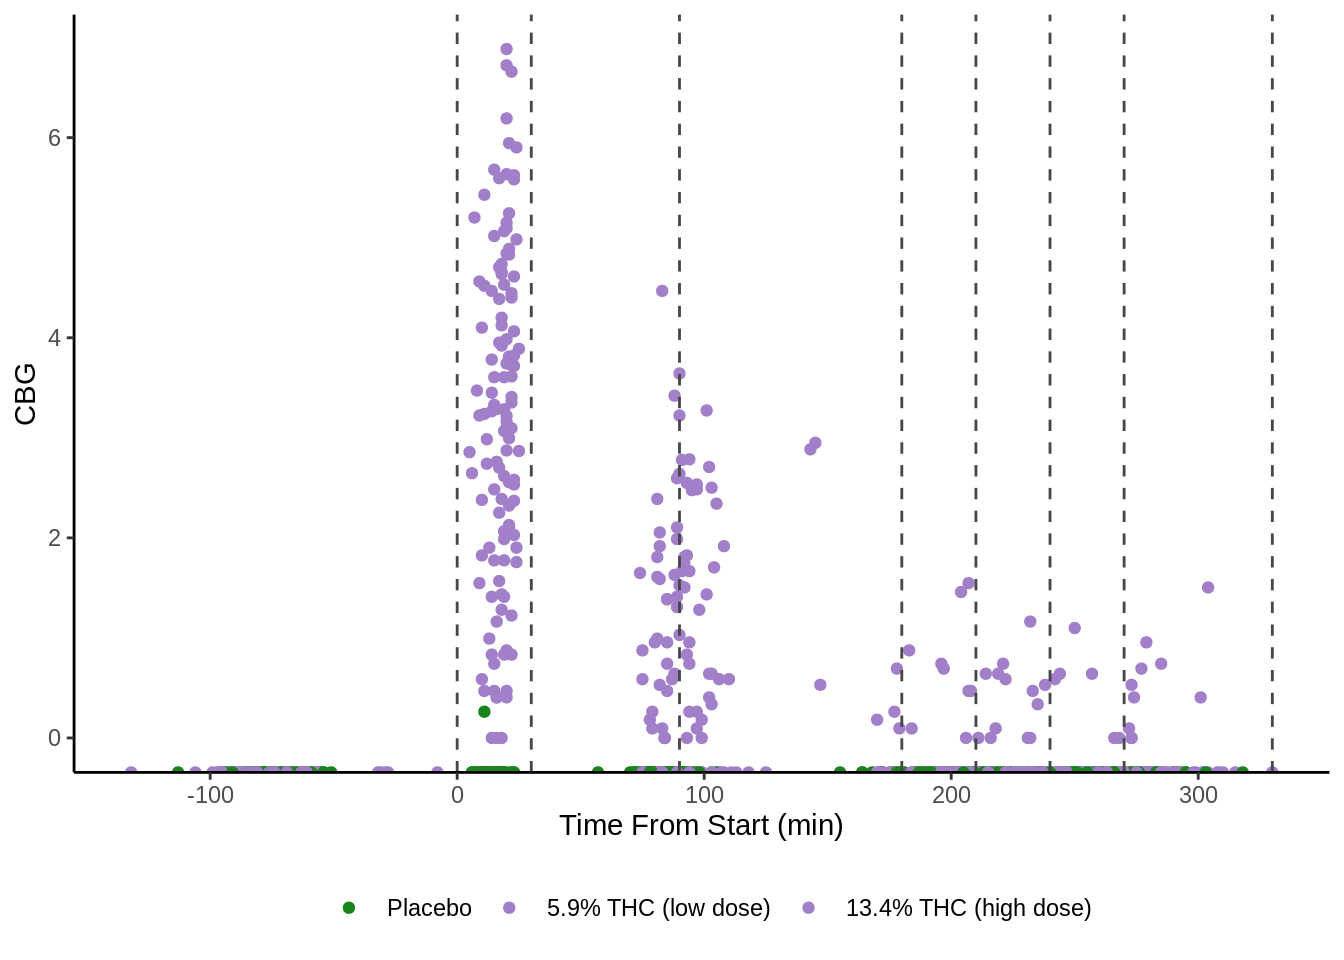 6
4
CBG
2
0
-100 0 100 200 300
Time From Start (min)
Placebo 5.9% THC (low dose) 13.4% THC (high dose)